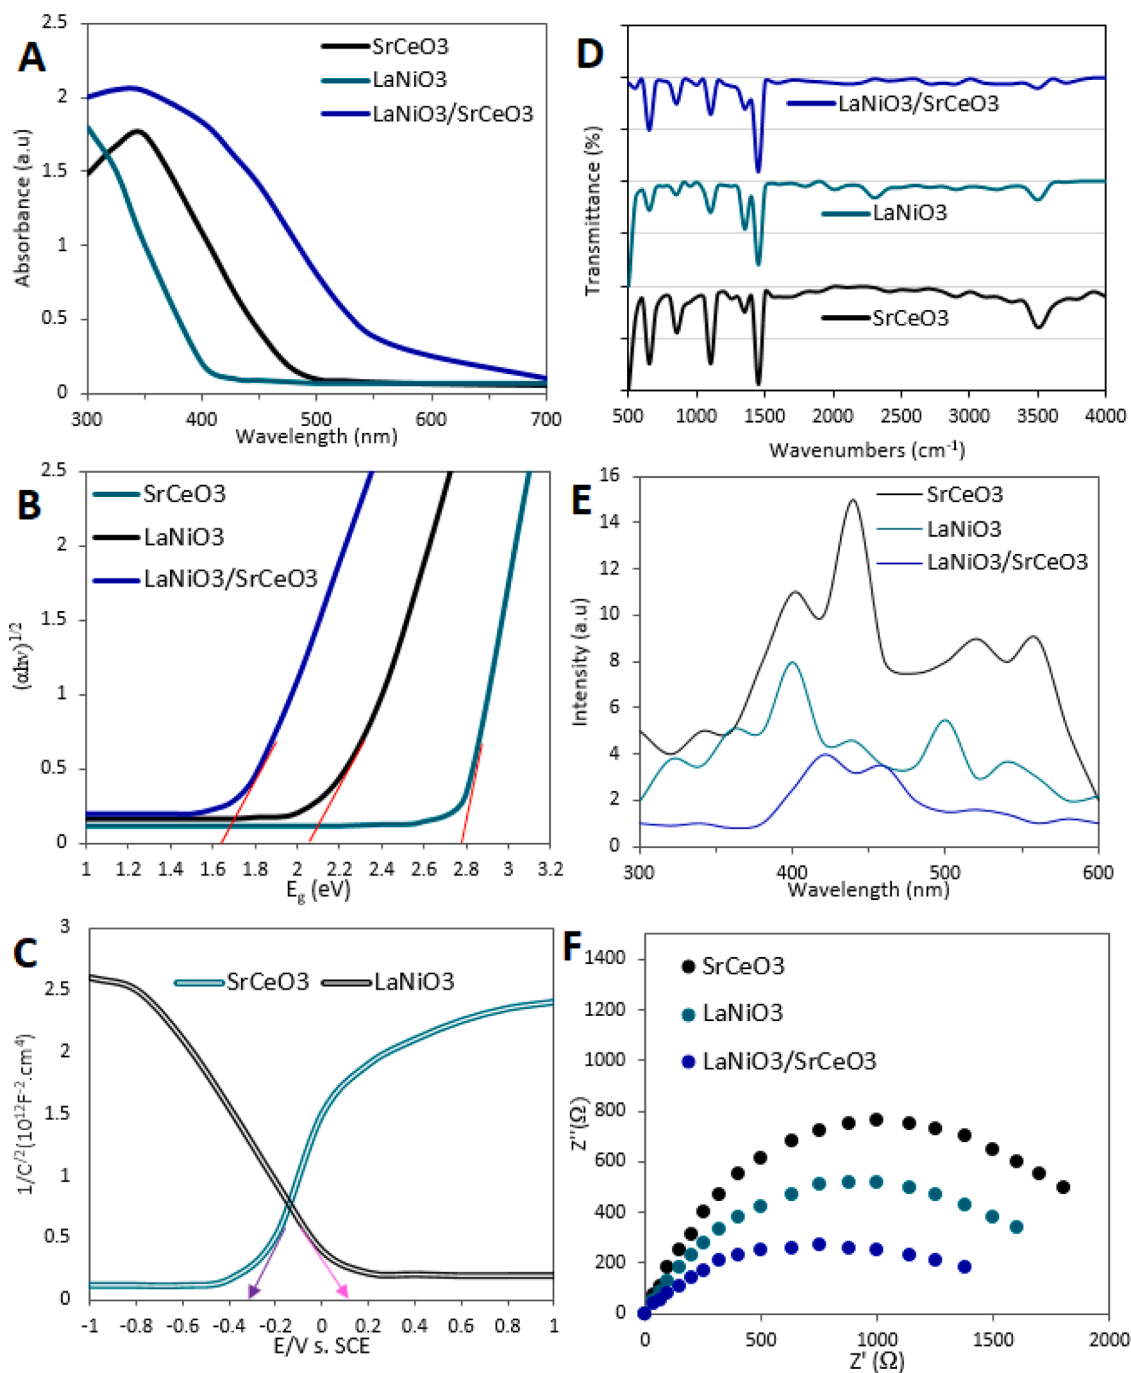 A
2.5
2
1.5
1
0.5
0
Absorbance (a.u)
SrCeO3
LaNiO3
LaNiO3/SrCeO3
300 400 500 600 700
Wavelength (nm)
D
Transmittance (%)
LaNiO3/SrCeO3
LaNiO3
SrCeO3
500 1000 1500 2000 2500 3000 3500 4000
Wavenumbers (cm⁻¹)
B
2.5
2
1.5
1
0.5
0
(αhν)^1/2
SrCeO3
LaNiO3
LaNiO3/SrCeO3
1 1.2 1.4 1.6 1.8 2 2.2 2.4 2.6 2.8 3 3.2
E_g (eV)
E
16
14
12
10
8
6
4
2
0
Intensity (a.u)
SrCeO3
LaNiO3
LaNiO3/SrCeO3
300 400 500 600
Wavelength (nm)
C
3
2.5
2
1.5
1
0.5
0
1/C^/2 (10^12F^-2.cm^4)
SrCeO3 LaNiO3
-1 -0.8 -0.6 -0.4 -0.2 0 0.2 0.4 0.6 0.8 1
E/V s. SCE
F
1400
1200
1000
800
600
400
200
0
Z''(Ω)
SrCeO3
LaNiO3
LaNiO3/SrCeO3
0 500 1000 1500 2000
Z' (Ω)